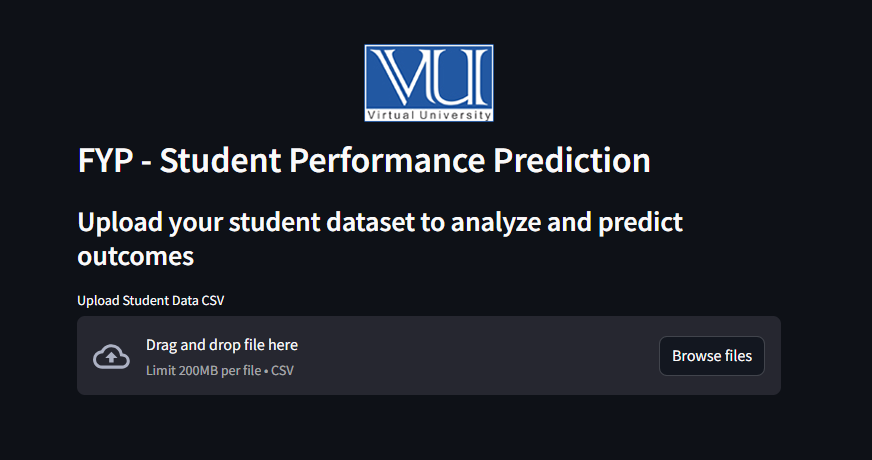 VU
Virtual University
FYP - Student Performance Prediction
Upload your student dataset to analyze and predict
outcomes
Upload Student Data CSV
Drag and drop file here
Limit 200MB per file • CSV
Browse files